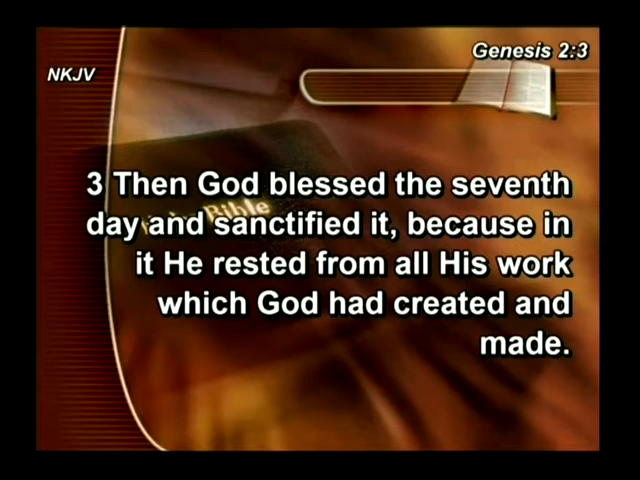 Genesis 2:3
NKJV
3 Then God blessed the seventh
day and sanctified it, because in
it He rested from all His work
which God had created and
made.
Holy Bible